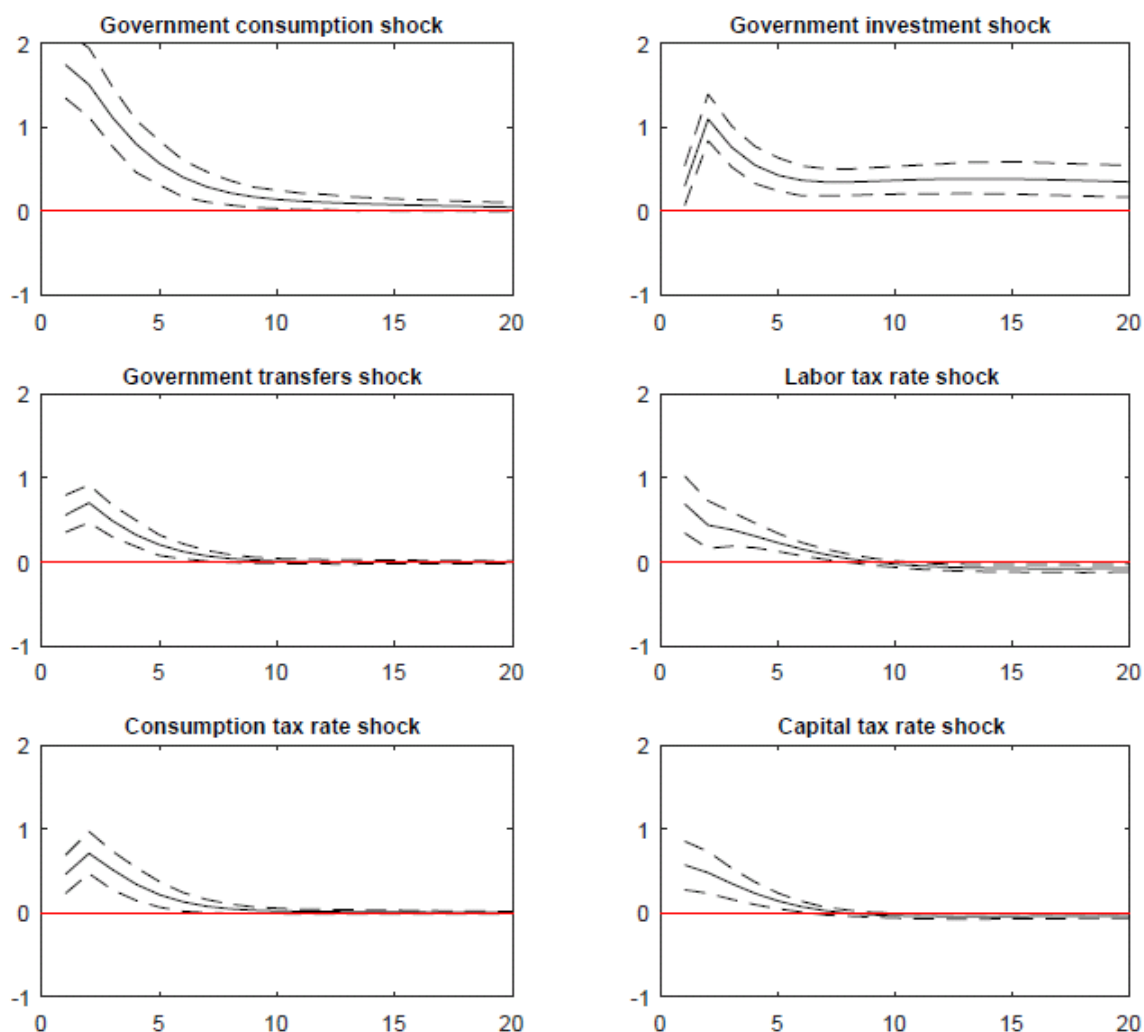 Government consumption shock
2
1
0
-1
0 5 10 15 20
Government investment shock
2
1
0
-1
0 5 10 15 20
Government transfers shock
2
1
0
-1
0 5 10 15 20
Labor tax rate shock
2
1
0
-1
0 5 10 15 20
Consumption tax rate shock
2
1
0
-1
0 5 10 15 20
Capital tax rate shock
2
1
0
-1
0 5 10 15 20